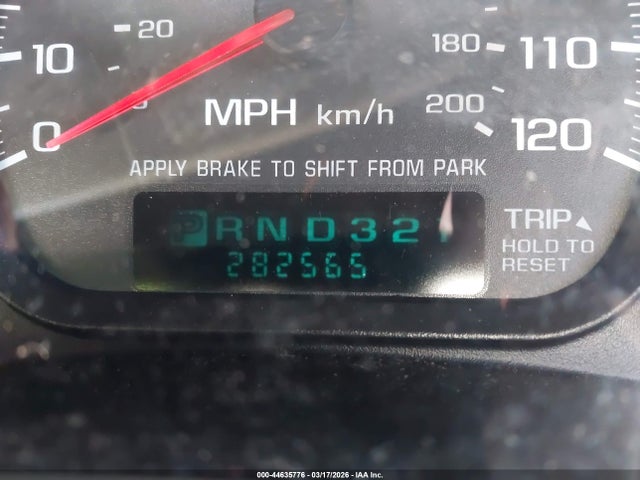 20 180 110
10
0 200 120
MPH km/h
0
APPLY BRAKE TO SHIFT FROM PARK
PRND321 TRIP
282565 HOLD TO
RESET
000-44635776 - 03/17/2026 - IAA Inc.